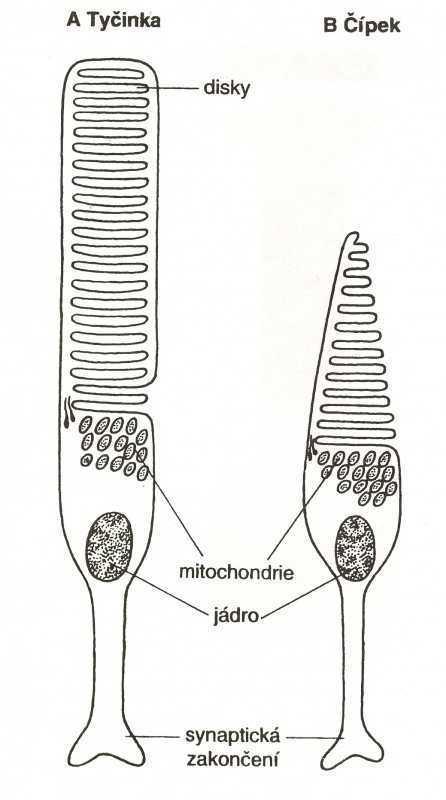 A Tyčinka
B Čípek
disky
mitochondrie
jádro
synaptická
zakončení